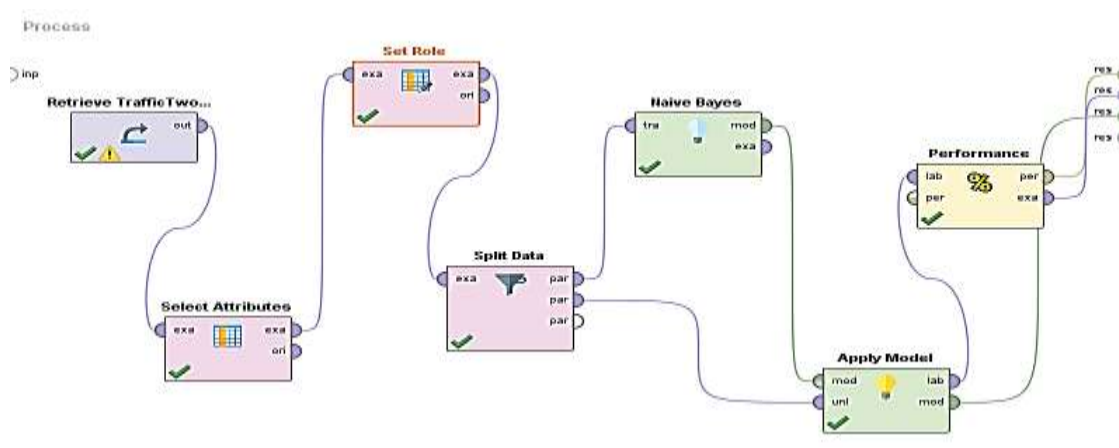 Process
inp
Retrieve TrafficTwo...
out
Select Attributes
exa exa
ori
Set Role
exa exa
ori
Split Data
exa par
par
par
Naive Bayes
tra mod
exa
Apply Model
mod lab
unl mod
Performance
lab per
per exa
res
res
res
res